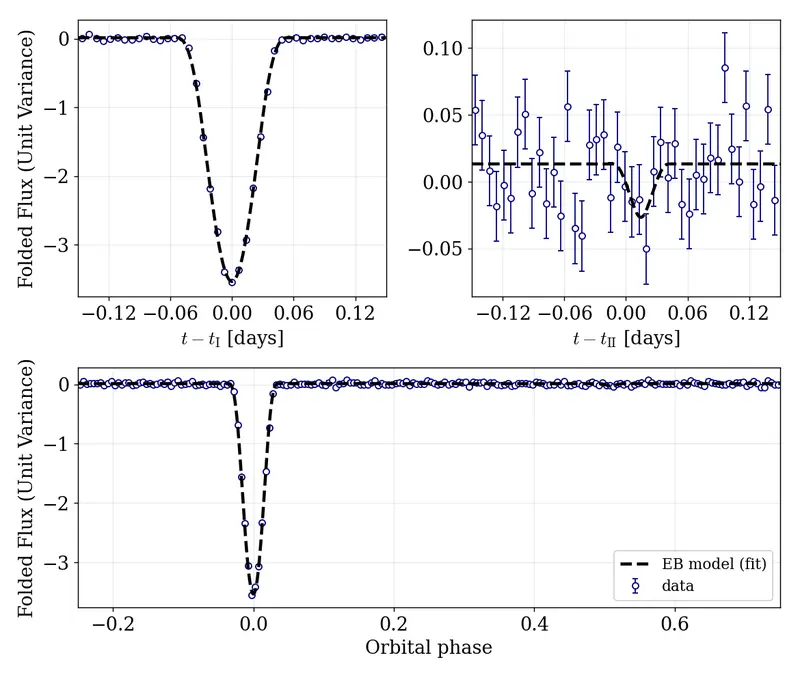 Folded Flux (Unit Variance)
0
−1
−2
−3
−0.12 −0.06 0.00 0.06 0.12
t − tI [days]
0.10
0.05
0.00
−0.05
−0.12 −0.06 0.00 0.06 0.12
t − tII [days]
Folded Flux (Unit Variance)
0
−1
−2
−3
EB model (fit)
data
−0.2 0.0 0.2 0.4 0.6
Orbital phase